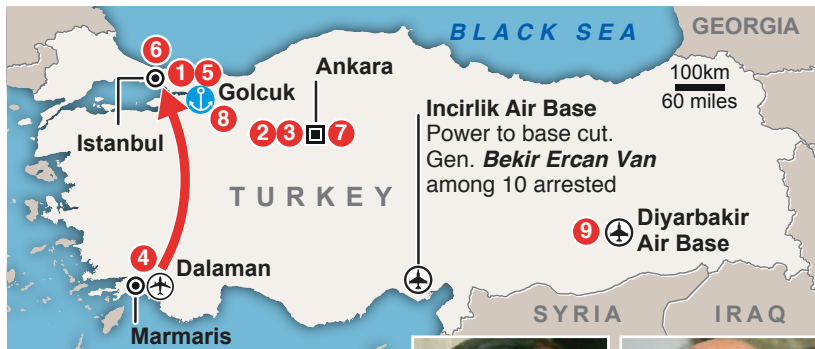 BLACK SEA
GEORGIA
6
1 5
Golcuk
8
Istanbul
Ankara
2 3 7
100km
60 miles
Incirlik Air Base
Power to base cut.
Gen. Bekir Ercan Van
among 10 arrested
TURKEY
9
Diyarbakir
Air Base
4
Dalaman
Marmaris
SYRIA
IRAQ